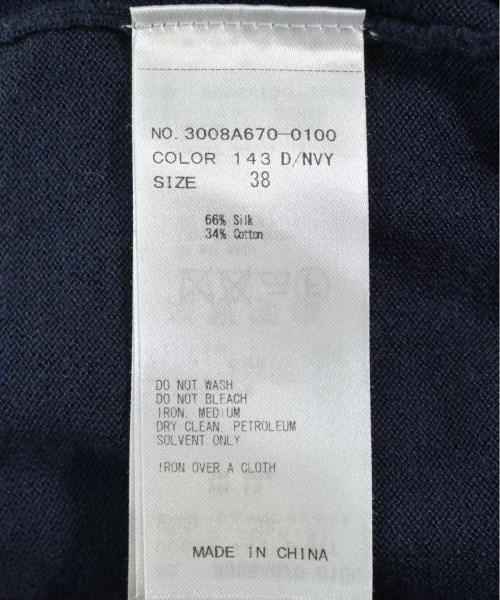 NO. 3008A670-0100
COLOR 143 D/NVY
SIZE 38
66% Silk
34% Cotton
DO NOT WASH
DO NOT BLEACH
IRON. MEDIUM
DRY CLEAN. PETROLEUM
SOLVENT ONLY
IRON OVER A CLOTH
MADE IN CHINA